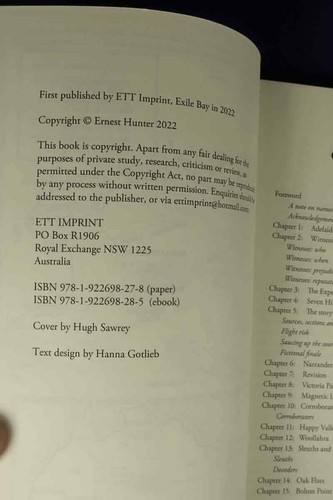 First published by ETT Imprint, Exile Bay in 2022
Copyright © Ernest Hunter 2022
This book is copyright. Apart from any fair dealing for the
purposes of private study, research, criticism or review, as
permitted under the Copyright Act, no part may be
by any process without written permission. Enquiries should be
addressed to the publisher, or via ettimprint@hotmail.com
ETT IMPRINT
PO Box R1906
Royal Exchange NSW 1225
Australia
ISBN 978-1-922698-27-8 (paper)
ISBN 978-1-922698-28-5 (ebook)
Cover by Hugh Sawrey
Text design by Hanna Gotlieb
Foreword
A note on
Chapter 1:
Chapter 2:
Witnesses: who
Witnesses: when
Witnesses:
Witnesses:
Chapter 3 The
Chapter 4 Seven
Chapter 5 The story
Sources, sections
Flight risk
Saucing up the
Fictional finale
Chapter 6:
Chapter 7: Revision
Chapter 8: Victoria
Chapter 9:
Chapter 10:
Corroborators
Chapter 11: Happy
Chapter 12: Woollahra
Chapter 13: Sleuths and
Sleuths
Chapter 14: Oak Flats
Chapter 15: Bolton Point